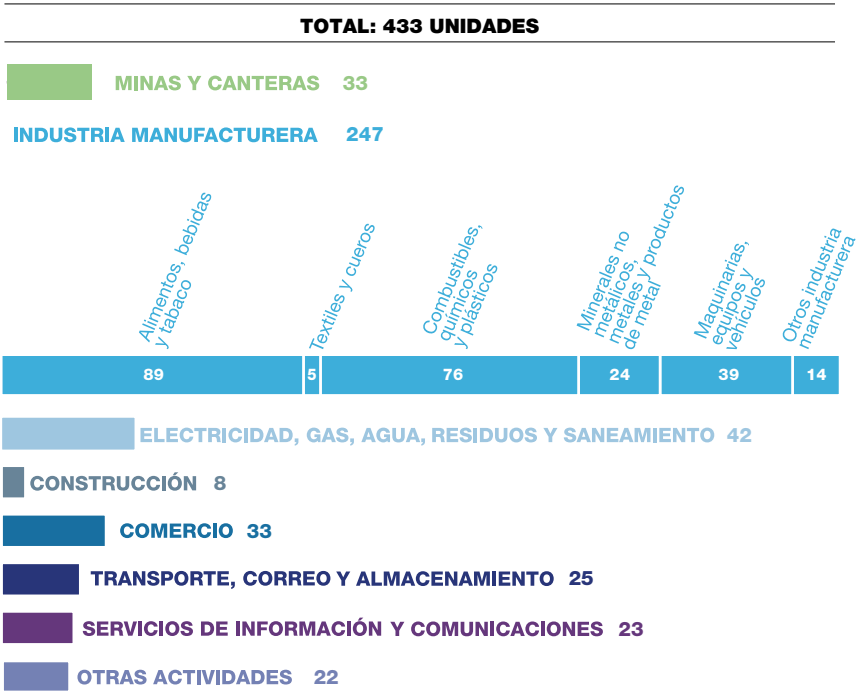 TOTAL: 433 UNIDADES
MINAS Y CANTERAS 33
INDUSTRIA MANUFACTURERA 247
Alimentos, bebidas
y tabaco
Textiles y cueros
Combustibles,
químicos
y plásticos
Minerales no
metálicos,
metales y productos
de metal
Maquinarias,
equipos y
vehículos
Otros industria
manufacturera
89 5 76 24 39 14
ELECTRICIDAD, GAS, AGUA, RESIDUOS Y SANEAMIENTO 42
CONSTRUCCIÓN 8
COMERCIO 33
TRANSPORTE, CORREO Y ALMACENAMIENTO 25
SERVICIOS DE INFORMACIÓN Y COMUNICACIONES 23
OTRAS ACTIVIDADES 22